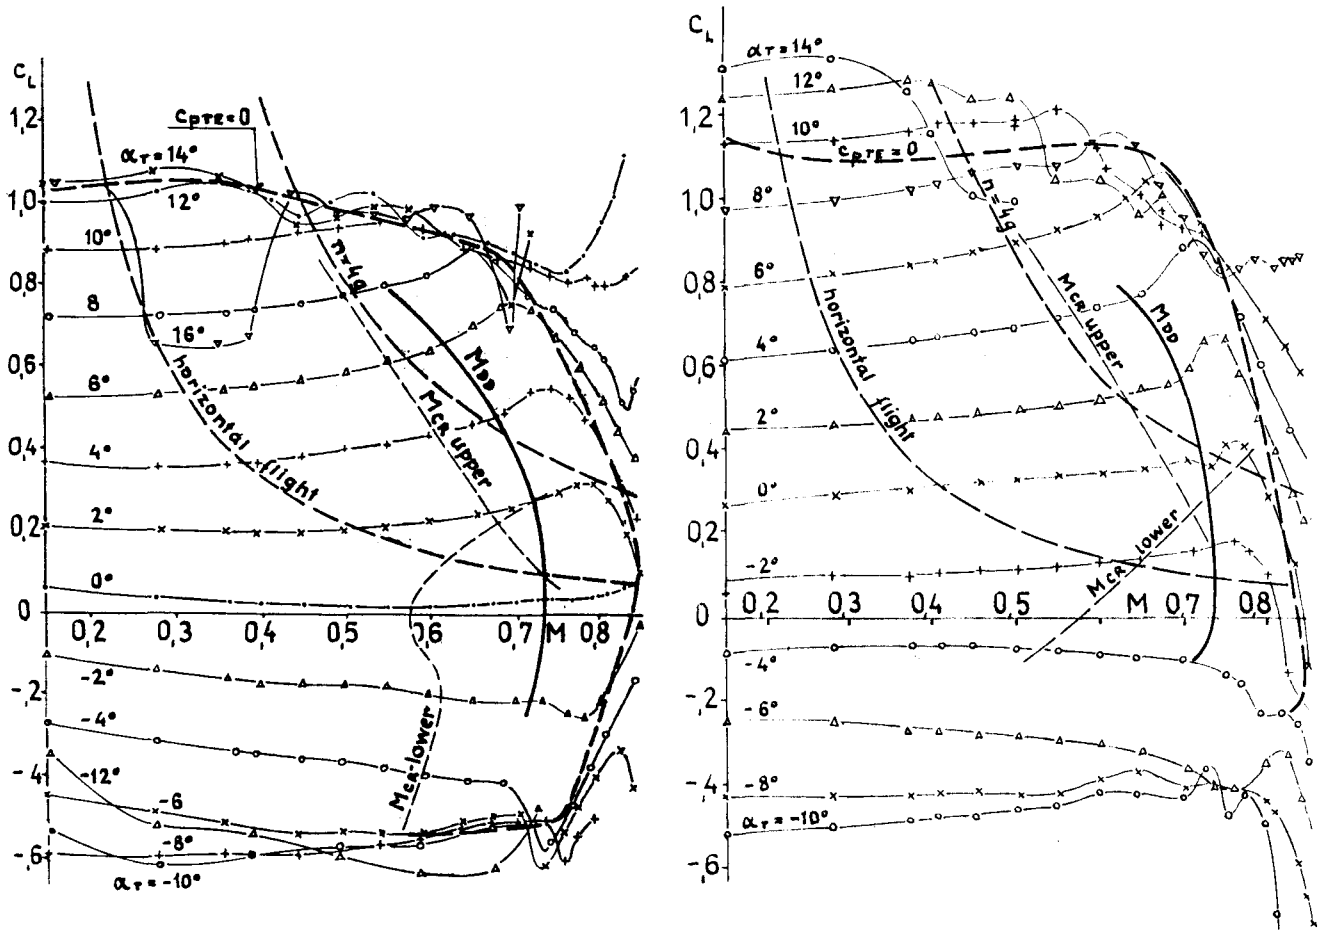 C_L
1,2
1,0
0,8
0,6
0,4
0,2
0
-,2
-,4
-,6
0,2
0,3
0,4
0,5
0,6
0,7
M
0,8
C_PTE=0
α_T=14°
12°
10°
8
16°
6°
4°
2°
0°
-2°
-4°
-12°
-6
-8°
α_T=-10°
n=4g
horizontal flight
M_DD
M_CR upper
M_CR-lower
C_L
1,2
1,0
0,8
0,6
0,4
0,2
0
-,2
-,4
-,6
0,2
0,3
0,4
0,5
M
0,7
0,8
α_T=14°
12°
10°
C_PTE=0
8°
6°
4°
2°
0°
-2°
-4°
-6°
-8°
α_T=-10°
n=4g
horizontal flight
M_CR upper
M_DD
M_CR lower